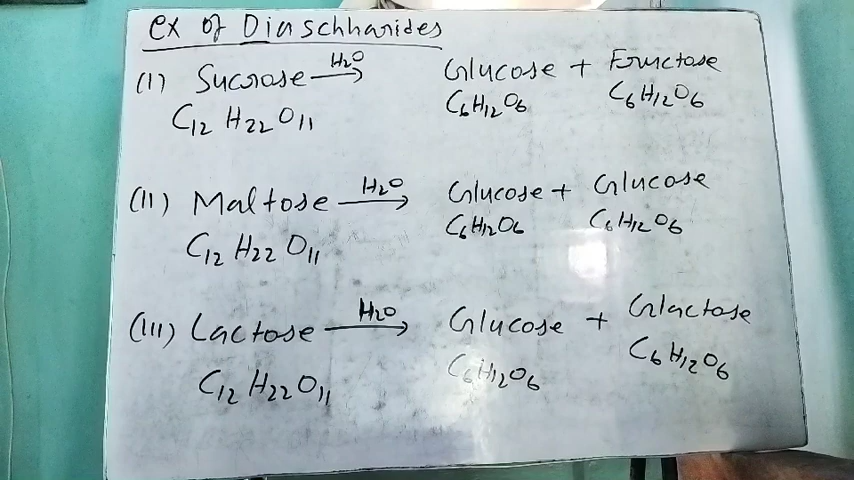 ex of Diaschharides
(I) Sucrose H2O → Glucose + Fructose
C12 H22 O11 C6H12O6 C6H12O6
(II) Maltose H2O → Glucose + Glucose
C12 H22 O11 C6H12O6 C6H12O6
(III) Lactose H2O → Glucose + Glactose
C12 H22 O11 C6H12O6 C6H12O6